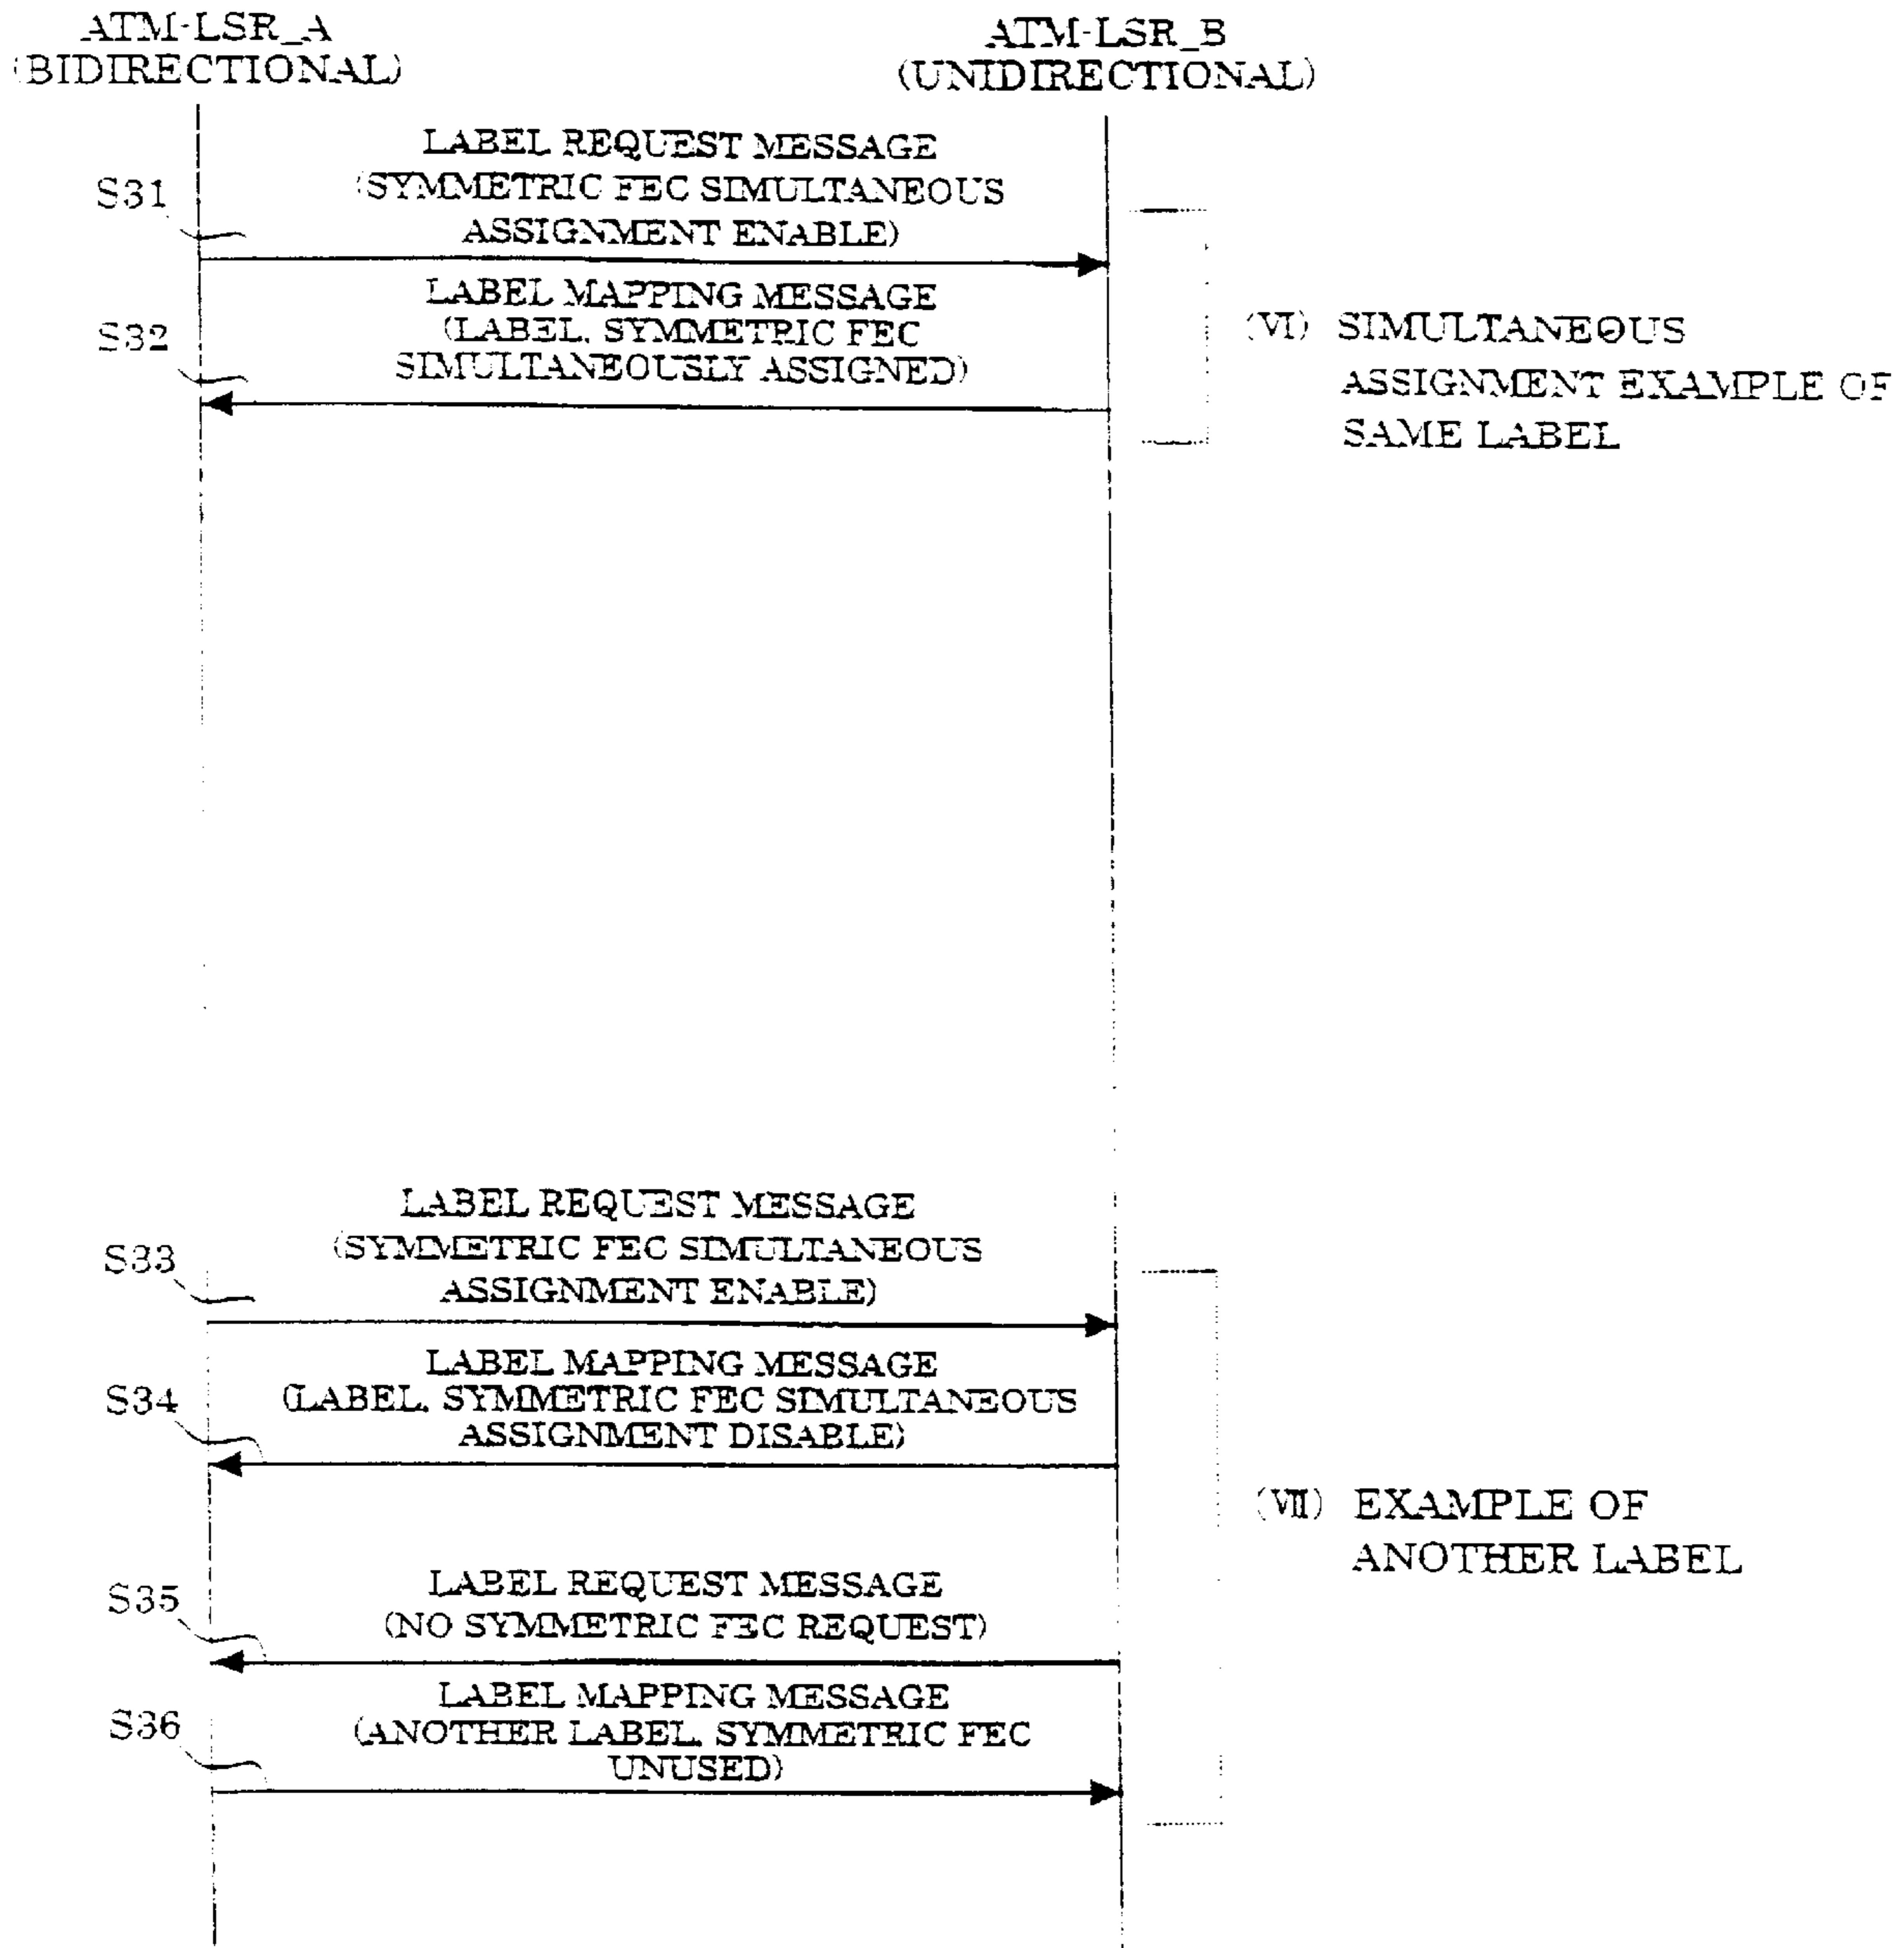 ATM-LSR_A
(BIDIRECTIONAL)
ATM-LSR_B
(UNIDIRECTIONAL)
S31
LABEL REQUEST MESSAGE
(SYMMETRIC FEC SIMULTANEOUS
ASSIGNMENT ENABLE)
S32
LABEL MAPPING MESSAGE
(LABEL, SYMMETRIC FEC
SIMULTANEOUSLY ASSIGNED)
(VI) SIMULTANEOUS
ASSIGNMENT EXAMPLE OF
SAME LABEL
S33
LABEL REQUEST MESSAGE
(SYMMETRIC FEC SIMULTANEOUS
ASSIGNMENT ENABLE)
S34
LABEL MAPPING MESSAGE
(LABEL, SYMMETRIC FEC SIMULTANEOUS
ASSIGNMENT DISABLE)
(VII) EXAMPLE OF
ANOTHER LABEL
S35
LABEL REQUEST MESSAGE
(NO SYMMETRIC FEC REQUEST)
S36
LABEL MAPPING MESSAGE
(ANOTHER LABEL, SYMMETRIC FEC
UNUSED)